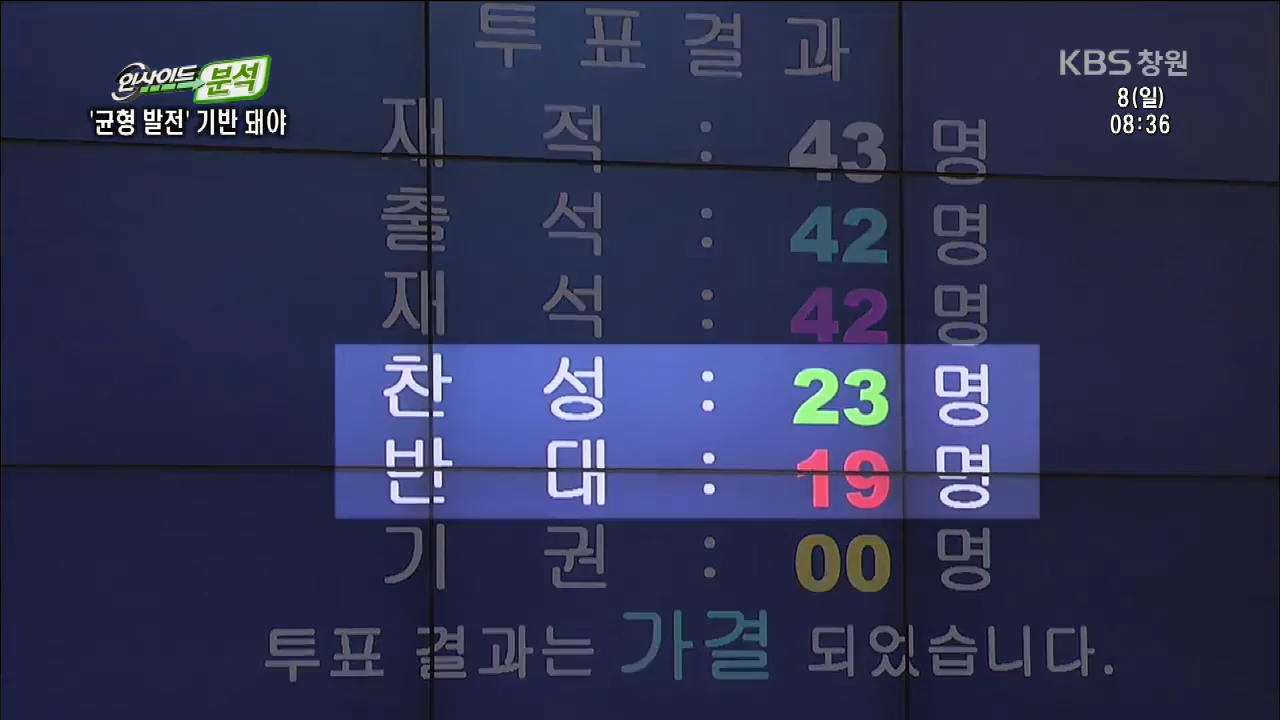 투표결과
인사이드 분석
KBS 창원
'균형 발전' 기반 돼야
8(일)
08:36
재 적 : 43 명
출 석 : 42 명
재 석 : 42 명
찬 성 : 23 명
반 대 : 19 명
기 권 : 00 명
투표 결과는 가결 되었습니다.